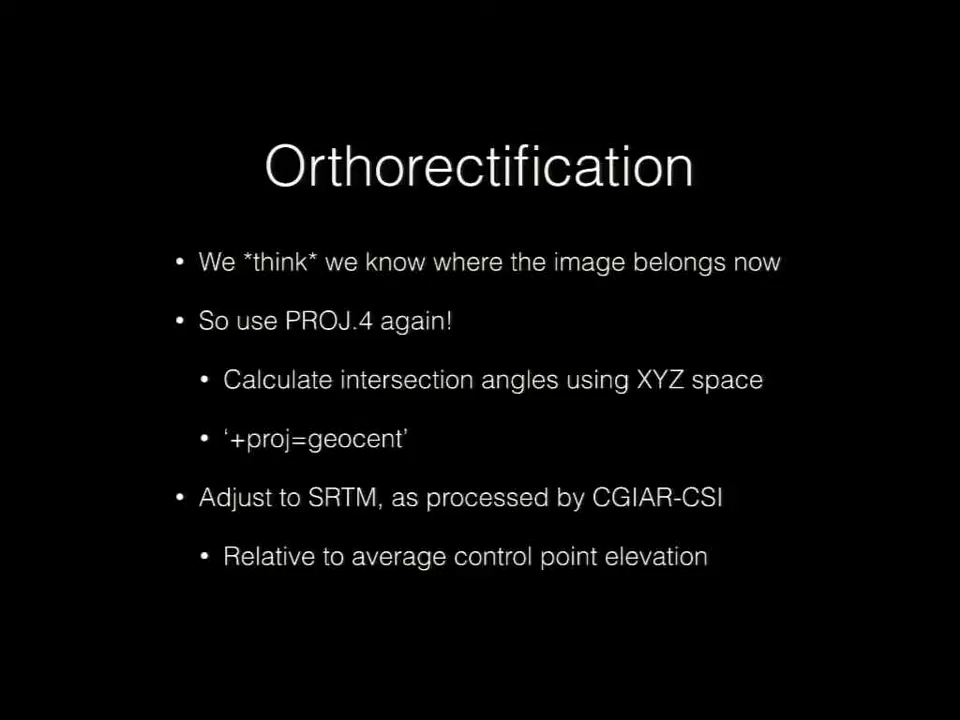 Orthorectification
• We *think* we know where the image belongs now
• So use PROJ.4 again!
• Calculate intersection angles using XYZ space
• ‘+proj=geocent’
• Adjust to SRTM, as processed by CGIAR-CSI
• Relative to average control point elevation